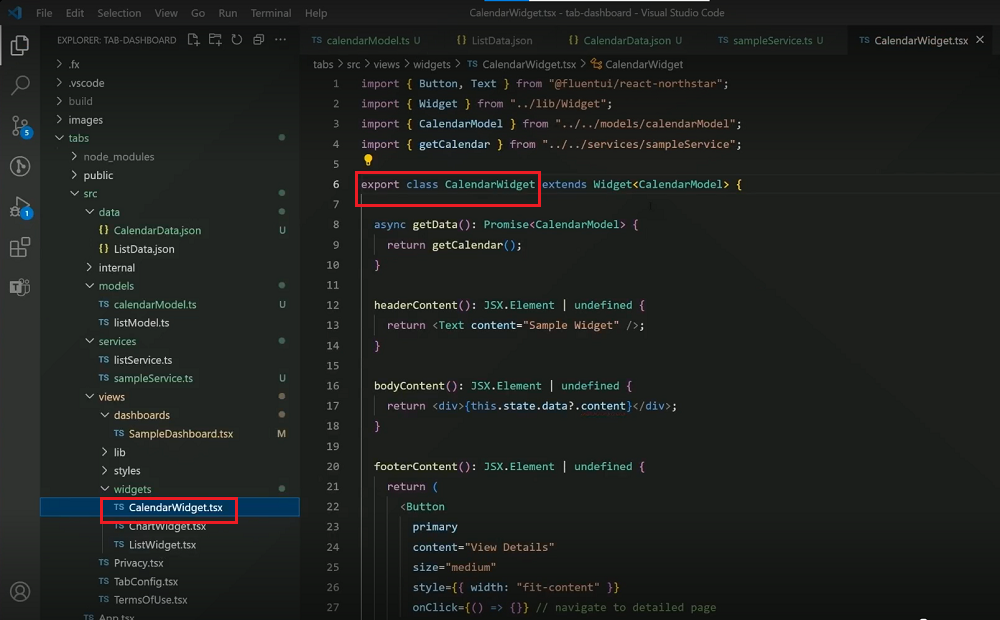 File Edit Selection View Go Run Terminal Help CalendarWidget.tsx - tab-dashboard - Visual Studio Code
EXPLORER: TAB-DASHBOARD
.fx
.vscode
build
images
tabs
node_modules
public
src
data
{} CalendarData.json U
{} ListData.json
internal
models
TS calendarModel.ts U
TS listModel.ts
services
TS listService.ts
TS sampleService.ts U
views
dashboards
TS SampleDashboard.tsx M
lib
styles
widgets
TS CalendarWidget.tsx
TS ChartWidget.tsx
TS ListWidget.tsx
TS Privacy.tsx
TS TabConfig.tsx
TS TermsOfUse.tsx
TS App.tsx
5
1
TS calendarModel.ts U {} ListData.json {} CalendarData.json U TS sampleService.ts U TS CalendarWidget.tsx
tabs > src > views > widgets > TS CalendarWidget.tsx > CalendarWidget
1 import { Button, Text } from "@fluentui/react-northstar";
2 import { Widget } from "../lib/Widget";
3 import { CalendarModel } from "../../models/calendarModel";
4 import { getCalendar } from "../../services/sampleService";
5
6 export class CalendarWidget extends Widget<CalendarModel> {
7
8 async getData(): Promise<CalendarModel> {
9 return getCalendar();
10 }
11
12 headerContent(): JSX.Element | undefined {
13 return <Text content="Sample Widget" />;
14 }
15
16 bodyContent(): JSX.Element | undefined {
17 return <div>{this.state.data?.content}</div>;
18 }
19
20 footerContent(): JSX.Element | undefined {
21 return (
22 <Button
23 primary
24 content="View Details"
25 size="medium"
26 style={{ width: "fit-content" }}
27 onClick={() => {}} // navigate to detailed page